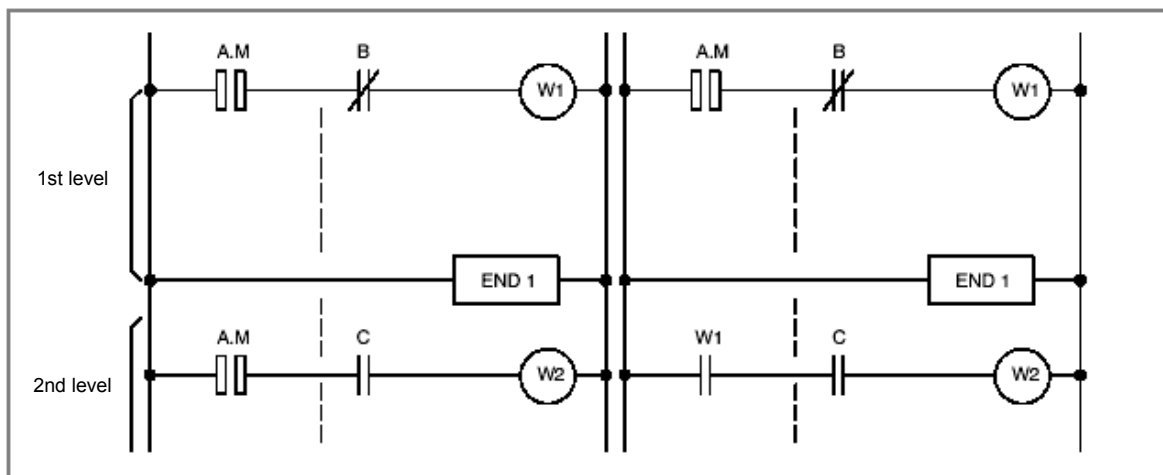 A.M B A.M B
W1 W1
1st level
END 1 END 1
A.M C W1 C
2nd level W2 W2